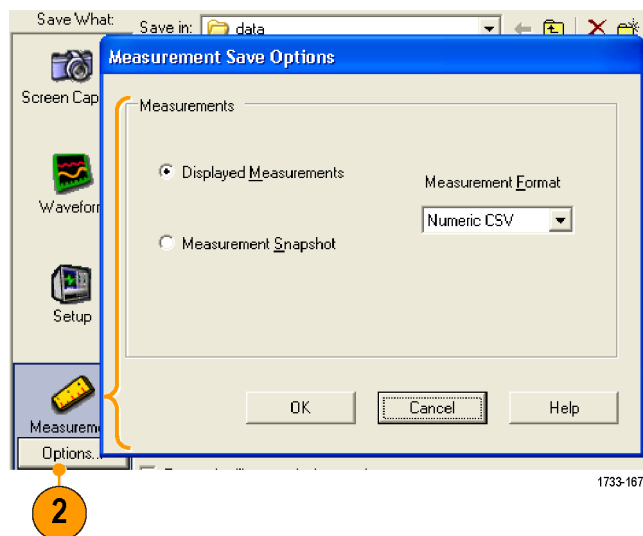 Save What:
Save in: data
Measurement Save Options
Screen Cap
Measurements
Displayed Measurements
Measurement Format
Waveform
Numeric CSV
Measurement Snapshot
Setup
OK
Cancel
Help
Measurem
Options...
1733-167
2